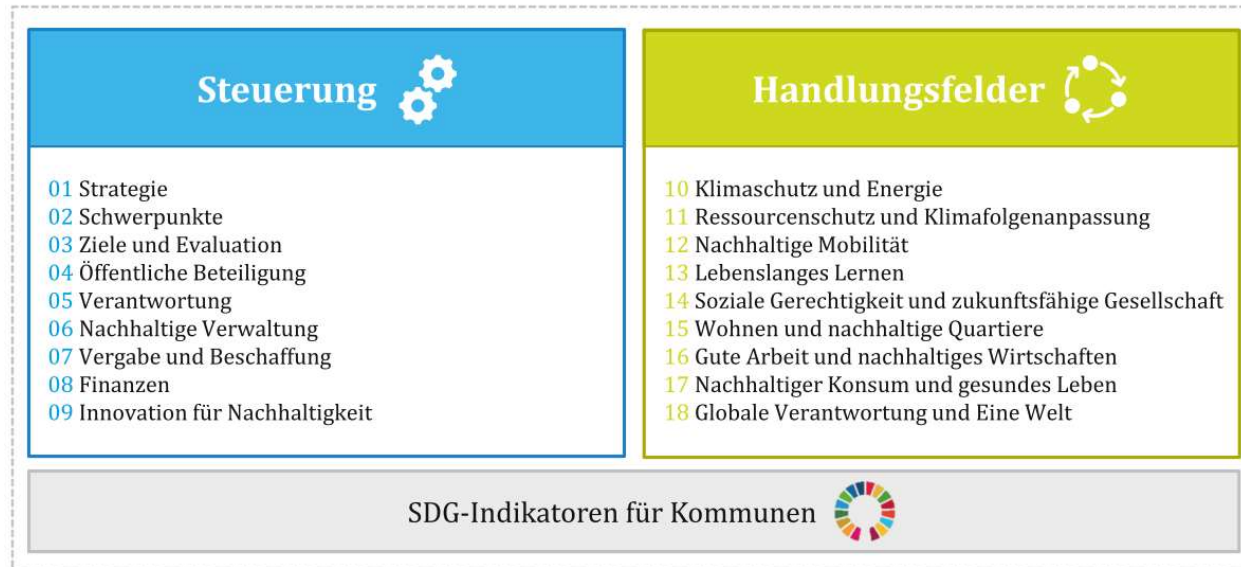 Steuerung
01 Strategie
02 Schwerpunkte
03 Ziele und Evaluation
04 Öffentliche Beteiligung
05 Verantwortung
06 Nachhaltige Verwaltung
07 Vergabe und Beschaffung
08 Finanzen
09 Innovation für Nachhaltigkeit
Handlungsfelder
10 Klimaschutz und Energie
11 Ressourcenschutz und Klimafolgenanpassung
12 Nachhaltige Mobilität
13 Lebenslanges Lernen
14 Soziale Gerechtigkeit und zukunftsfähige Gesellschaft
15 Wohnen und nachhaltige Quartiere
16 Gute Arbeit und nachhaltiges Wirtschaften
17 Nachhaltiger Konsum und gesundes Leben
18 Globale Verantwortung und Eine Welt
SDG-Indikatoren für Kommunen